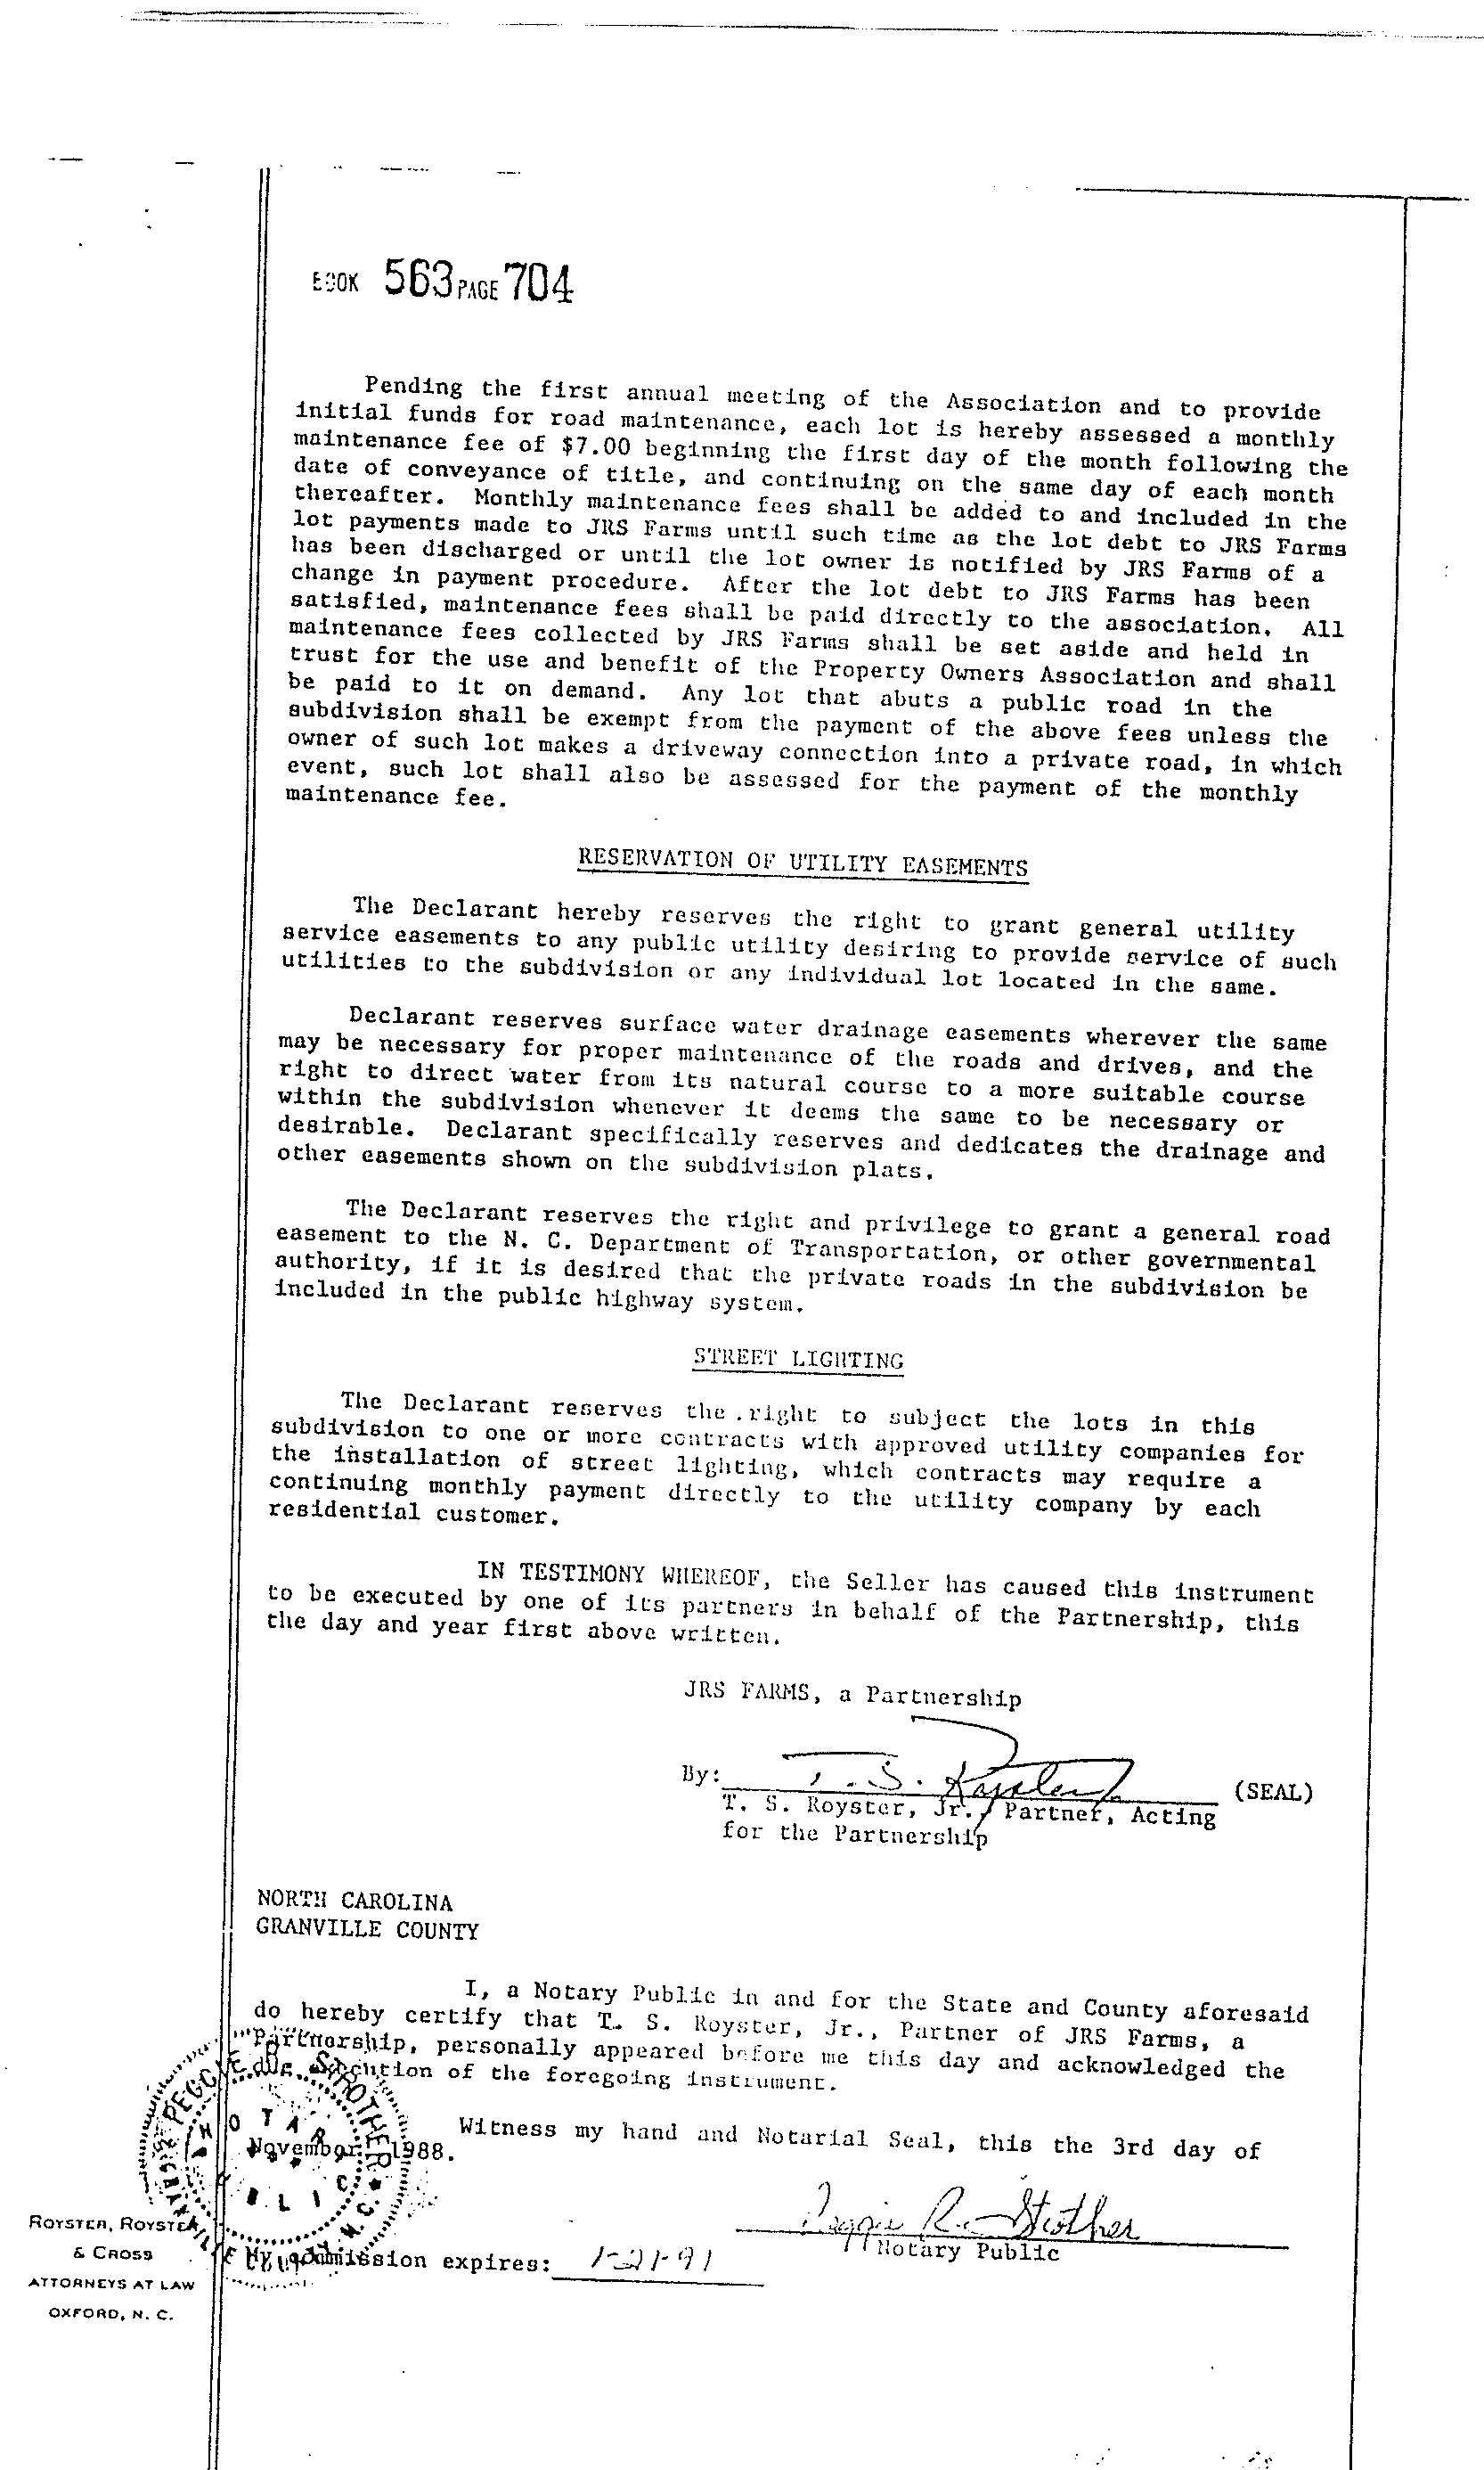 BOOK 563 PAGE 704
Pending the first annual meeting of the Association and to provide
initial funds for road maintenance, each lot is hereby assessed a monthly
maintenance fee of $7.00 beginning the first day of the month following the
date of conveyance of title, and continuing on the same day of each month
thereafter. Monthly maintenance fees shall be added to and included in the
lot payments made to JRS Farms until such time as the lot debt to JRS Farms
has been discharged or until the lot owner is notified by JRS Farms of a
change in payment procedure. After the lot debt to JRS Farms has been
satisfied, maintenance fees shall be paid directly to the association. All
maintenance fees collected by JRS Farms shall be set aside and held in
trust for the use and benefit of the Property Owners Association and shall
be paid to it on demand. Any lot that abuts a public road in the
subdivision shall be exempt from the payment of the above fees unless the
owner of such lot makes a driveway connection into a private road, in which
event, such lot shall also be assessed for the payment of the monthly
maintenance fee.
RESERVATION OF UTILITY EASEMENTS
The Declarant hereby reserves the right to grant general utility
service easements to any public utility desiring to provide service of such
utilities to the subdivision or any individual lot located in the same.
Declarant reserves surface water drainage easements wherever the same
may be necessary for proper maintenance of the roads and drives, and the
right to direct water from its natural course to a more suitable course
within the subdivision whenever it deems the same to be necessary or
desirable. Declarant specifically reserves and dedicates the drainage and
other easements shown on the subdivision plats.
The Declarant reserves the right and privilege to grant a general road
easement to the N. C. Department of Transportation, or other governmental
authority, if it is desired that the private roads in the subdivision be
included in the public highway system.
STREET LIGHTING
The Declarant reserves the right to subject the lots in this
subdivision to one or more contracts with approved utility companies for
the installation of street lighting, which contracts may require a
continuing monthly payment directly to the utility company by each
residential customer.
IN TESTIMONY WHEREOF, the Seller has caused this instrument
to be executed by one of its partners in behalf of the Partnership, this
the day and year first above written.
JRS FARMS, a Partnership
By: T. S. Royster Jr. (SEAL)
T. S. Royster, Jr., Partner, Acting
for the Partnership
NORTH CAROLINA
GRANVILLE COUNTY
I, a Notary Public in and for the State and County aforesaid
do hereby certify that T. S. Royster, Jr., Partner of JRS Farms, a
Partnership, personally appeared before me this day and acknowledged the
due execution of the foregoing instrument.
Witness my hand and Notarial Seal, this the 3rd day of
November 1988.
PEGGIE R. STROTHER
NOTARY
PUBLIC
GRANVILLE COUNTY, N.C.
Peggie R. Strother
Notary Public
My commission expires: 1-21-91
ROYSTER, ROYSTER
& CROSS
ATTORNEYS AT LAW
OXFORD, N. C.